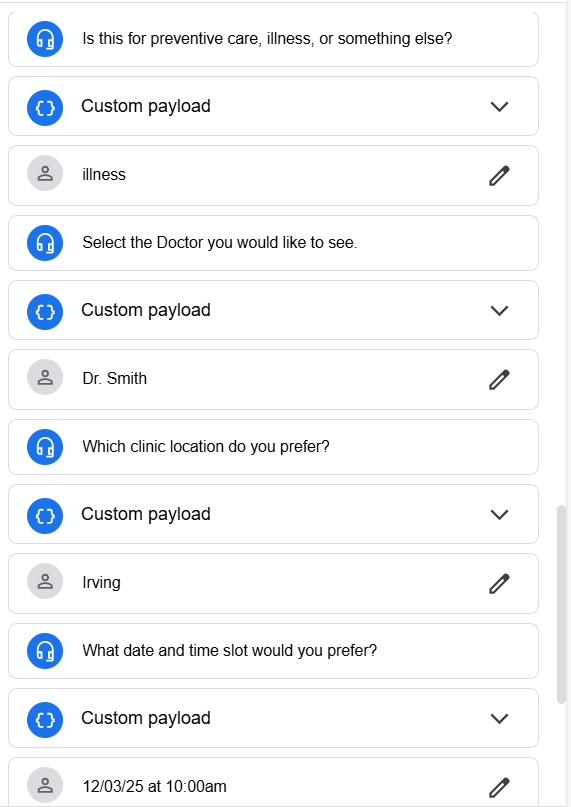 Is this for preventive care, illness, or something else?
Custom payload
illness
Select the Doctor you would like to see.
Custom payload
Dr. Smith
Which clinic location do you prefer?
Custom payload
Irving
What date and time slot would you prefer?
Custom payload
12/03/25 at 10:00am